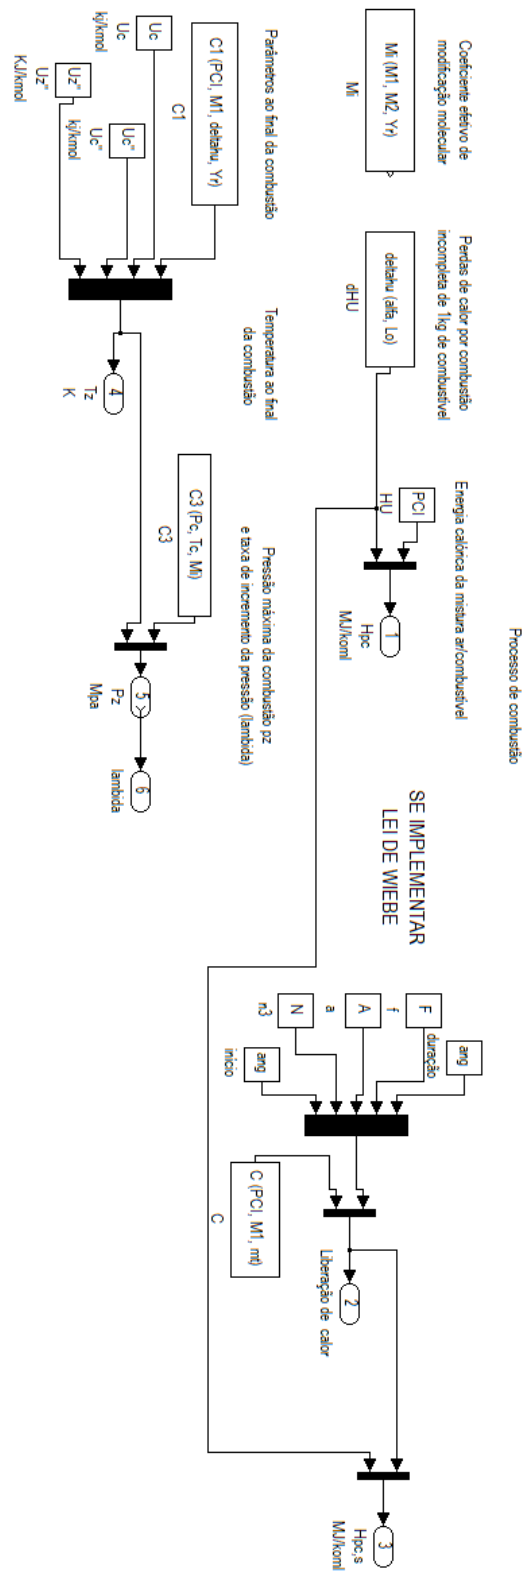 Processo de combustão
Coeficiente efetivo de
modificação molecular
Mi (M1, M2, Yr)
Mi
Perdas de calor por combustão
incompleta de 1kg de combustível
deltahu (alfa, Lo)
dHU
Energia calórica da mistura ar/combustível
PCI
HU
1
Hpc
MJ/koml
SE IMPLEMENTAR
LEI DE WIEBE
ang
duração
F
f
A
a
N
n3
ang
inicio
C (PCI, M1, mt)
C
2
Liberação de calor
3
Hpc,s
MJ/koml
Parâmetros ao final da combustão
C1 (PCI, M1, deltahu, Yr)
C1
Uc
Uc
kj/kmol
Uc"
Uc"
kj/kmol
Uz"
Uz"
KJ/kmol
Temperatura ao final
da combustão
4
Tz
K
Pressão máxima da combustão pz
e taxa de incremento da pressão (lambida)
C3 (Pc, Tc, Mi)
C3
5
Pz
Mpa
6
lambida